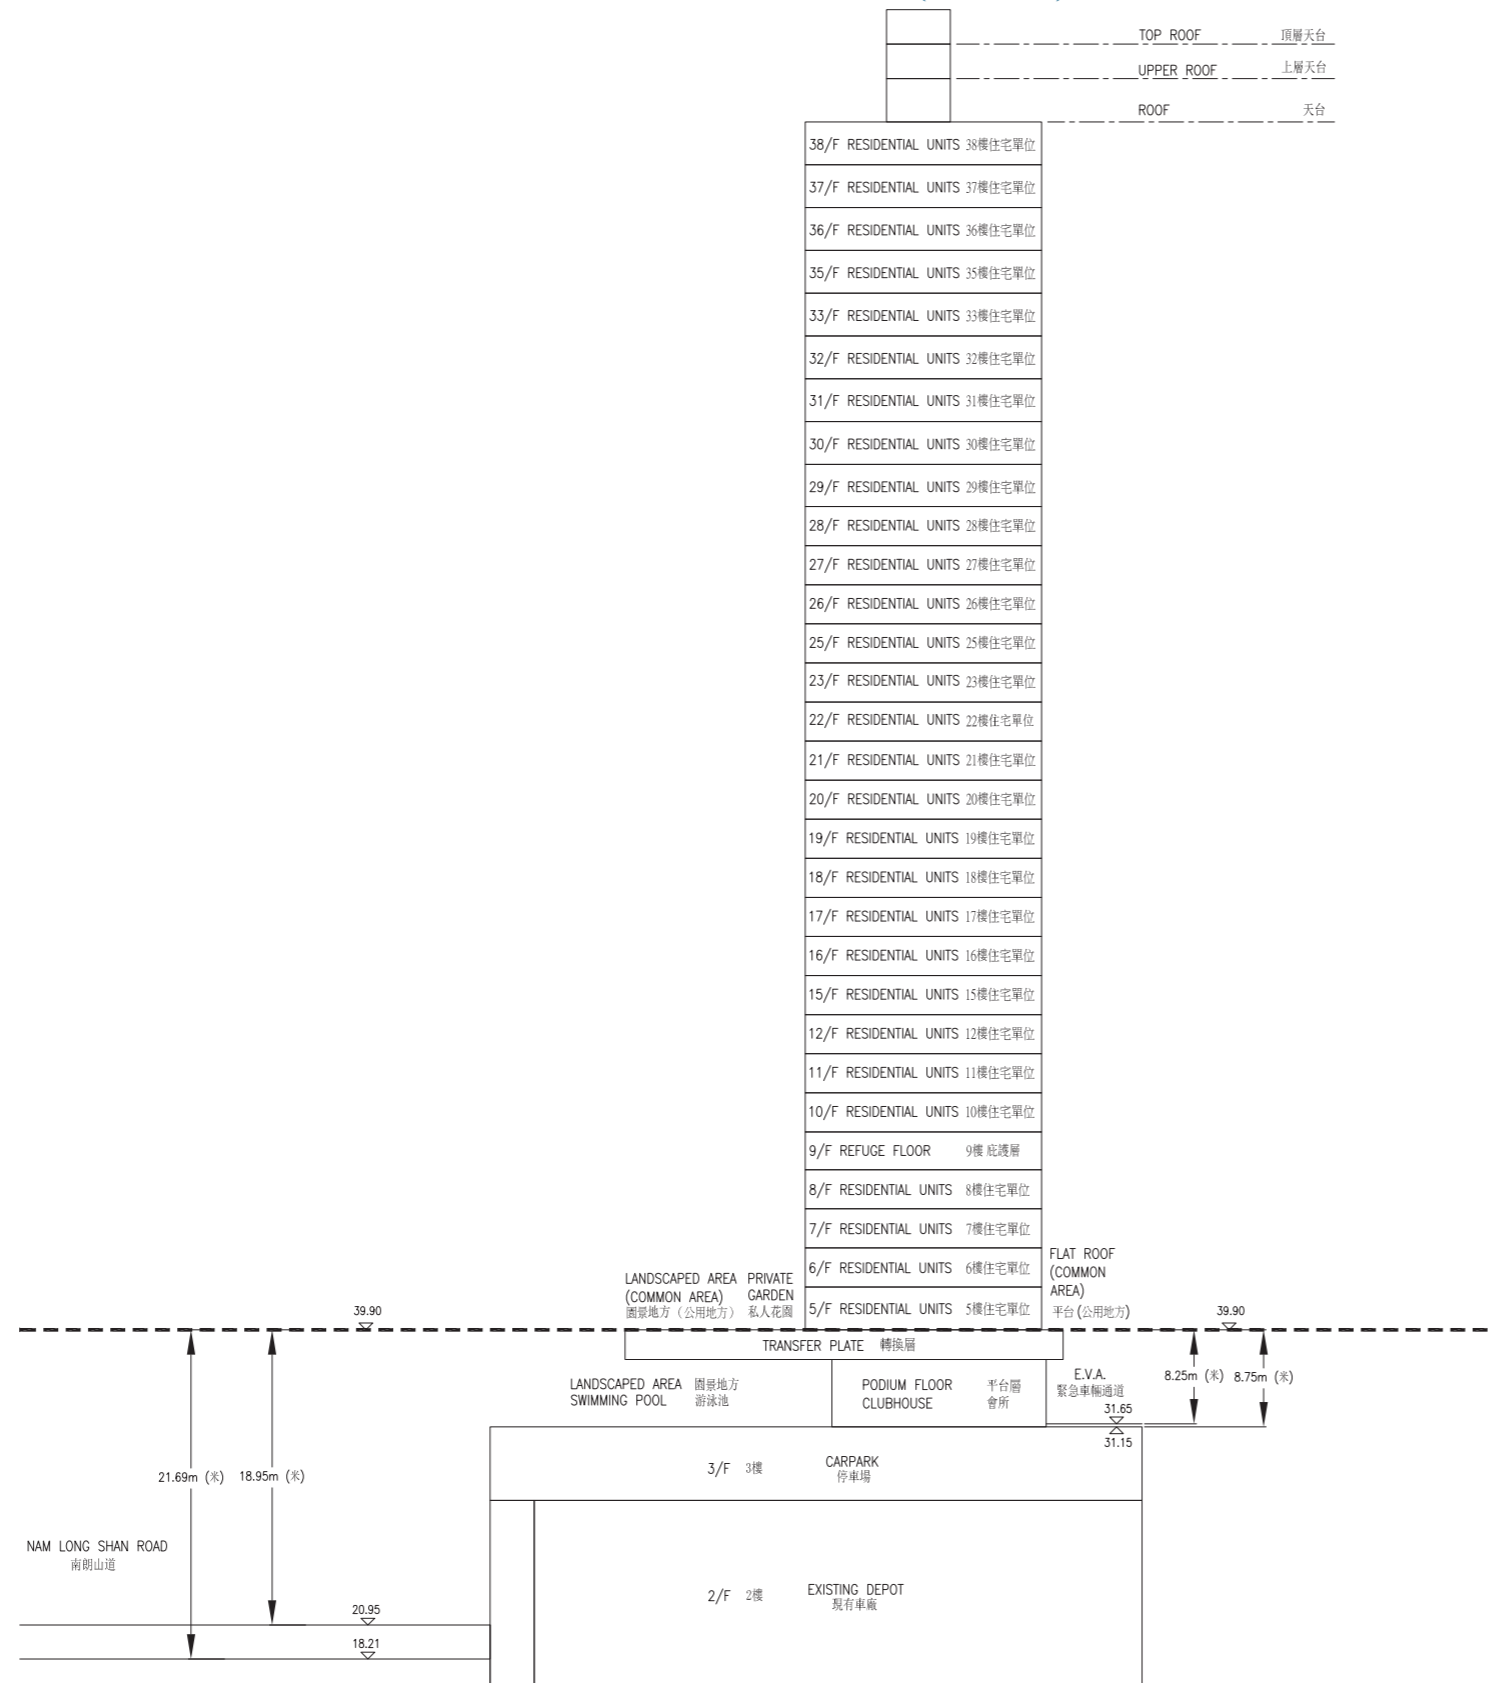 TOP ROOF 頂層天台
UPPER ROOF 上層天台
ROOF 天台
38/F RESIDENTIAL UNITS 38樓住宅單位
37/F RESIDENTIAL UNITS 37樓住宅單位
36/F RESIDENTIAL UNITS 36樓住宅單位
35/F RESIDENTIAL UNITS 35樓住宅單位
33/F RESIDENTIAL UNITS 33樓住宅單位
32/F RESIDENTIAL UNITS 32樓住宅單位
31/F RESIDENTIAL UNITS 31樓住宅單位
30/F RESIDENTIAL UNITS 30樓住宅單位
29/F RESIDENTIAL UNITS 29樓住宅單位
28/F RESIDENTIAL UNITS 28樓住宅單位
27/F RESIDENTIAL UNITS 27樓住宅單位
26/F RESIDENTIAL UNITS 26樓住宅單位
25/F RESIDENTIAL UNITS 25樓住宅單位
23/F RESIDENTIAL UNITS 23樓住宅單位
22/F RESIDENTIAL UNITS 22樓住宅單位
21/F RESIDENTIAL UNITS 21樓住宅單位
20/F RESIDENTIAL UNITS 20樓住宅單位
19/F RESIDENTIAL UNITS 19樓住宅單位
18/F RESIDENTIAL UNITS 18樓住宅單位
17/F RESIDENTIAL UNITS 17樓住宅單位
16/F RESIDENTIAL UNITS 16樓住宅單位
15/F RESIDENTIAL UNITS 15樓住宅單位
12/F RESIDENTIAL UNITS 12樓住宅單位
11/F RESIDENTIAL UNITS 11樓住宅單位
10/F RESIDENTIAL UNITS 10樓住宅單位
9/F REFUGE FLOOR 9樓 庇護層
8/F RESIDENTIAL UNITS 8樓住宅單位
7/F RESIDENTIAL UNITS 7樓住宅單位
6/F RESIDENTIAL UNITS 6樓住宅單位
5/F RESIDENTIAL UNITS 5樓住宅單位
FLAT ROOF
(COMMON
AREA)
平台 (公用地方)
LANDSCAPED AREA
(COMMON AREA)
園景地方 (公用地方)
PRIVATE
GARDEN
私人花園
39.90
39.90
TRANSFER PLATE 轉換層
LANDSCAPED AREA 園景地方
SWIMMING POOL 游泳池
PODIUM FLOOR 平台層
CLUBHOUSE 會所
E.V.A.
緊急車輛通道
31.65
31.15
8.25m (米)
8.75m (米)
3/F 3樓
CARPARK
停車場
21.69m (米)
18.95m (米)
NAM LONG SHAN ROAD
南朗山道
2/F 2樓
EXISTING DEPOT
現有車廠
20.95
18.21